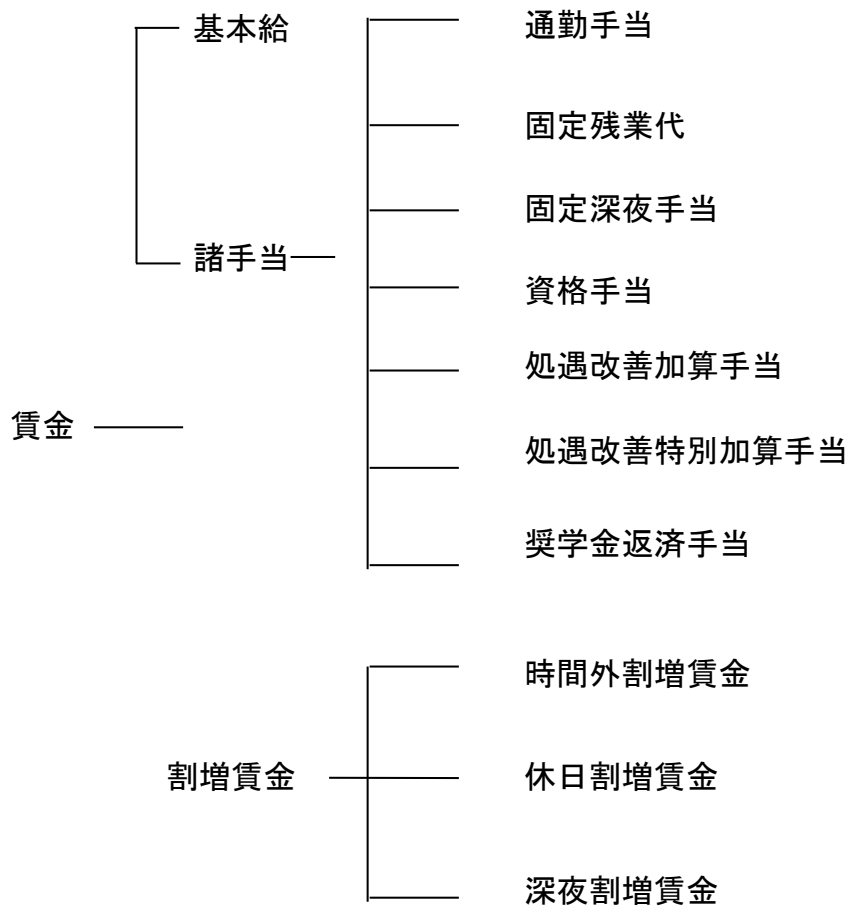 基本給
通勤手当
固定残業代
固定深夜手当
諸手当
資格手当
処遇改善加算手当
賃金
処遇改善特別加算手当
奨学金返済手当
時間外割増賃金
割増賃金
休日割増賃金
深夜割増賃金